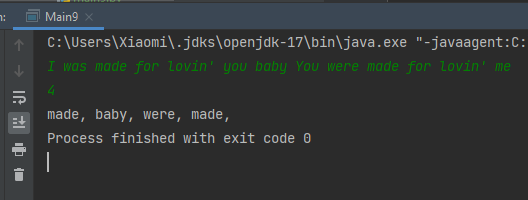 n:
Main9
C:\Users\Xiaomi\.jdks\openjdk-17\bin\java.exe "-javaagent:C:
I was made for lovin' you baby You were made for lovin' me
4
made, baby, were, made,
Process finished with exit code 0